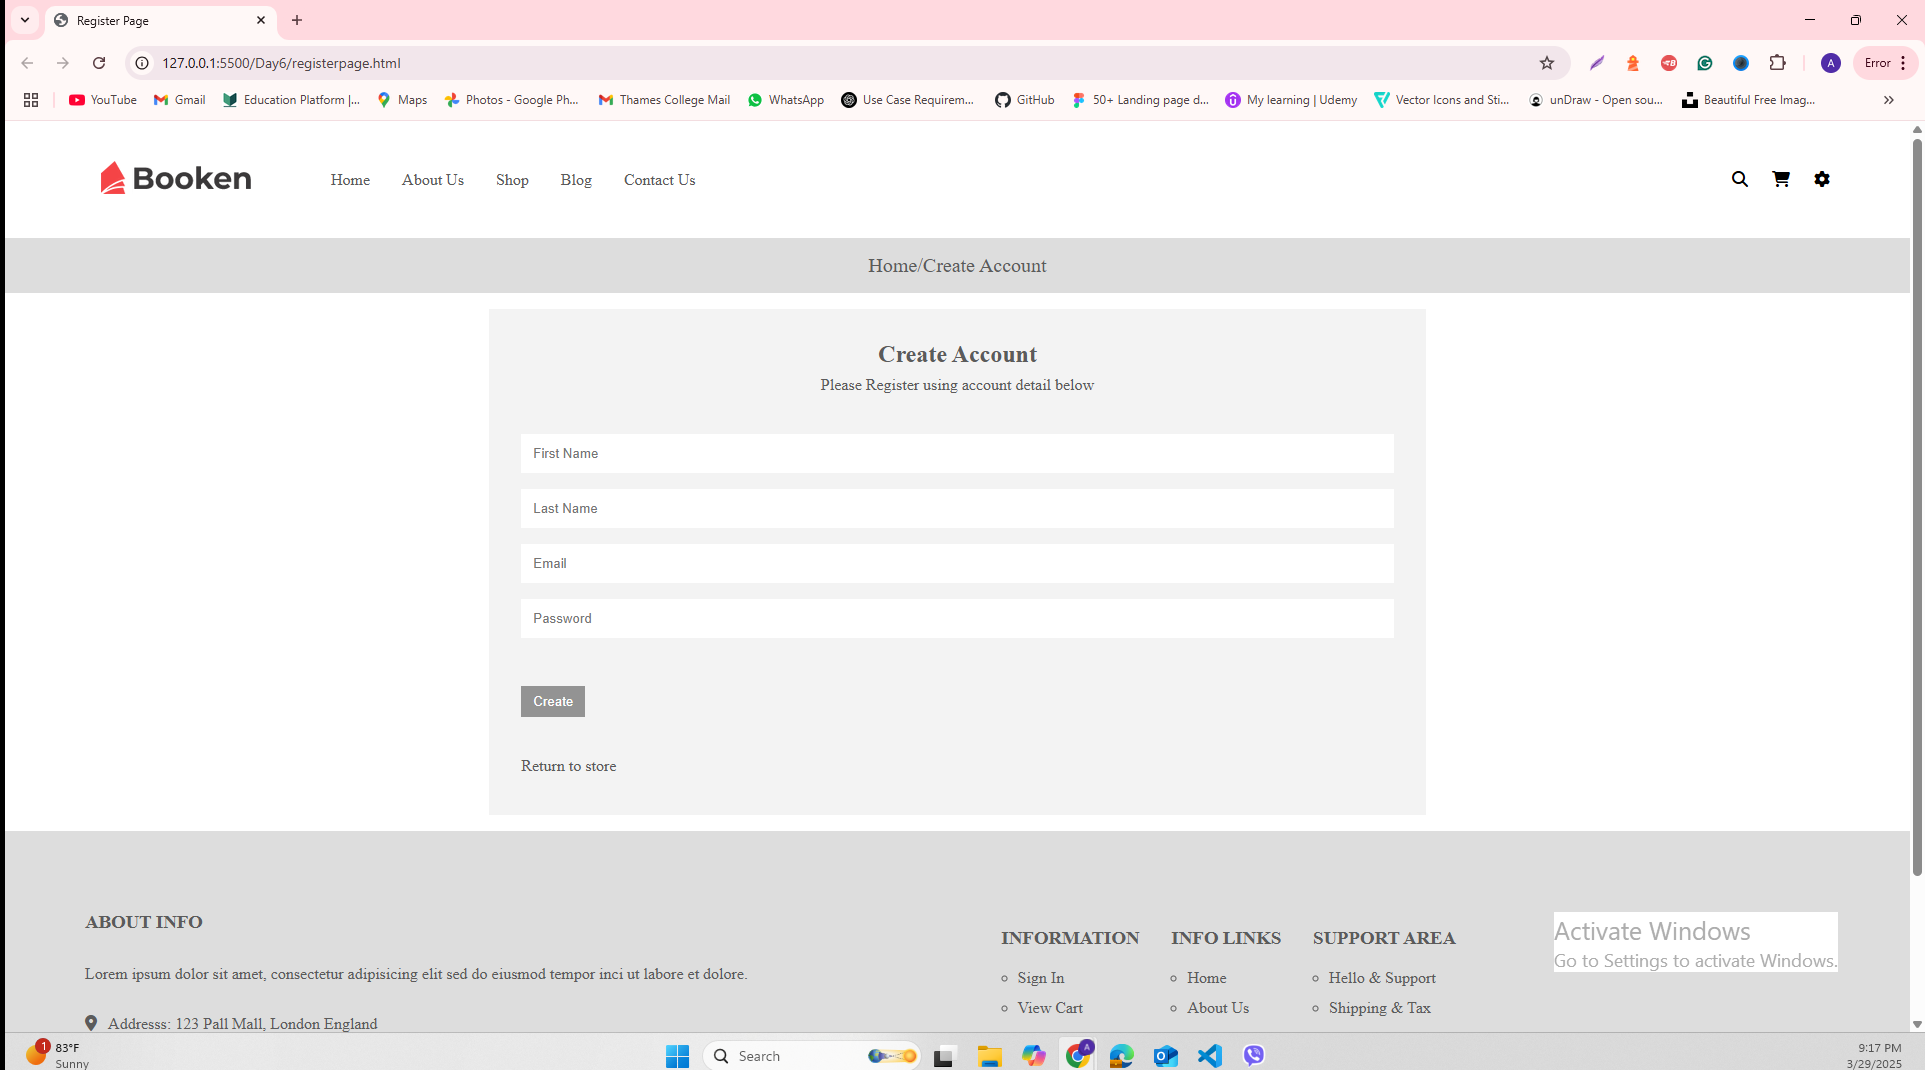 Register Page
127.0.0.1:5500/Day6/registerpage.html
A
Error
YouTube
Gmail
Education Platform |...
Maps
Photos - Google Ph...
Thames College Mail
WhatsApp
Use Case Requirem...
GitHub
50+ Landing page d...
My learning | Udemy
Vector Icons and Sti...
unDraw - Open sou...
Beautiful Free Imag...
Booken
Home
About Us
Shop
Blog
Contact Us
Home/Create Account
Create Account
Please Register using account detail below
First Name
Last Name
Email
Password
Create
Return to store
ABOUT INFO
Lorem ipsum dolor sit amet, consectetur adipisicing elit sed do eiusmod tempor inci ut labore et dolore.
Addresss: 123 Pall Mall, London England
INFORMATION
Sign In
View Cart
INFO LINKS
Home
About Us
SUPPORT AREA
Hello & Support
Shipping & Tax
Activate Windows
Go to Settings to activate Windows.
1
83°F
Sunny
Search
A
9:17 PM
3/29/2025